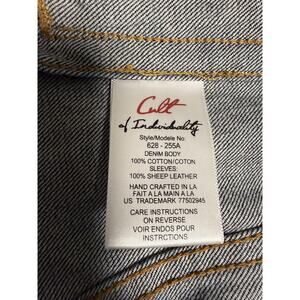 Cult
of Individuality
Style/Modele No:
628 - 255A
DENIM BODY
100% COTTON/COTON
SLEEVES:
100% SHEEP LEATHER
HAND CRAFTED IN LA
FAIT A LA MAIN A LA
US TRADEMARK 77502945
CARE INSTRUCTIONS
ON REVERSE
VOIR ENDOS POUR
INSTRCTIONS